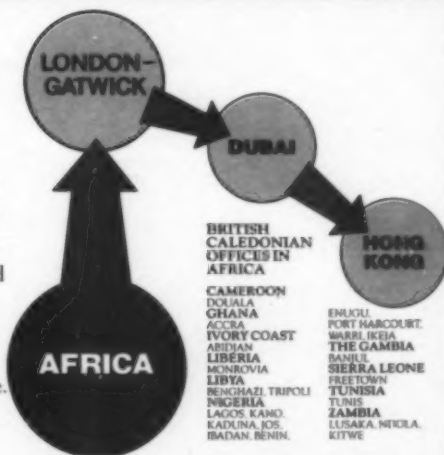 LONDON-
GATWICK
DUBAI
HONG
KONG
AFRICA
BRITISH
CALEDONIAN
OFFICES IN
AFRICA
CAMEROON
DOUALA
GHANA
ACCRA
IVORY COAST
ABIDJAN
LIBERIA
MONROVIA
LIBYA
BENGHAZI, TRIPOLI
NIGERIA
LAGOS, KANO,
KADUNA, JOS,
IBADAN, BENIN,
ENUGU,
PORT HARCOURT,
WARRI, IKEJA
THE GAMBIA
BANJUL
SIERRA LEONE
FREETOWN
TUNISIA
TUNIS
ZAMBIA
LUSAKA, NDOLA,
KITWE